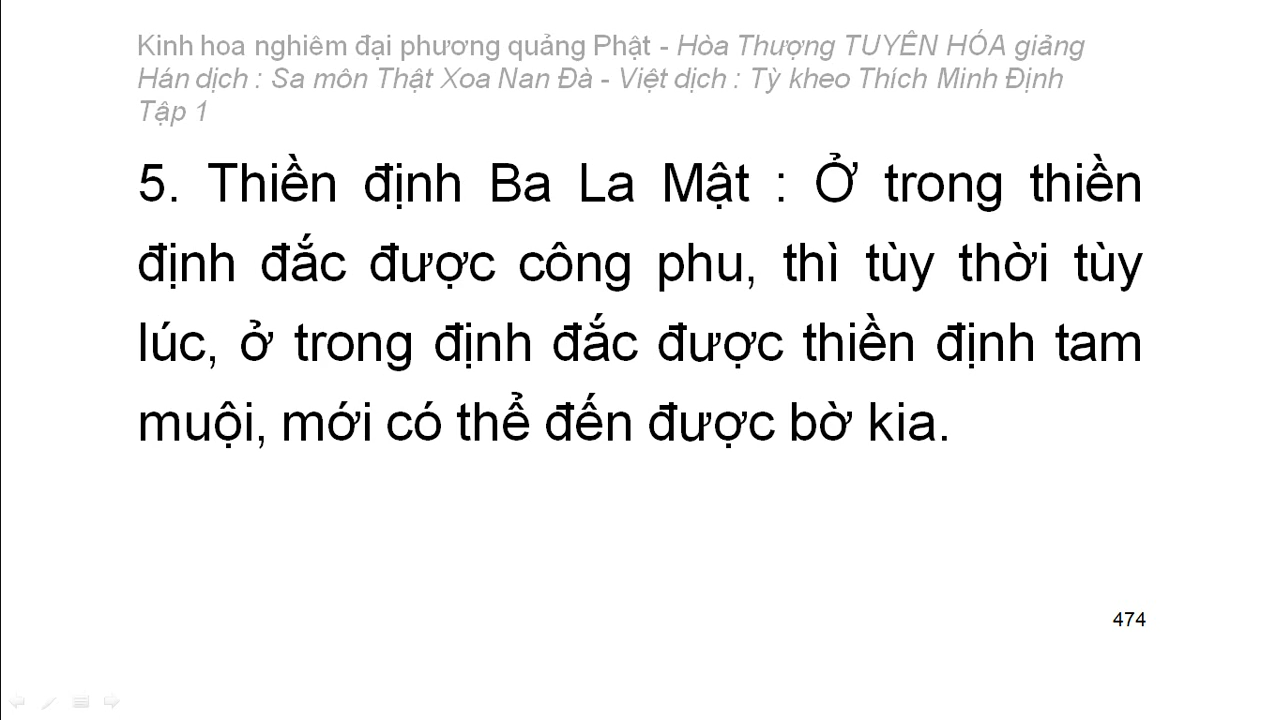 Kinh hoa nghiêm đại phương quảng Phật - Hòa Thượng TUYÊN HÓA giảng
Hán dịch : Sa môn Thật Xoa Nan Đà - Việt dịch : Tỳ kheo Thích Minh Định
Tập 1
5. Thiền định Ba La Mật : Ở trong thiền
định đắc được công phu, thì tùy thời tùy
lúc, ở trong định đắc được thiền định tam
muội, mới có thể đến được bờ kia.
474